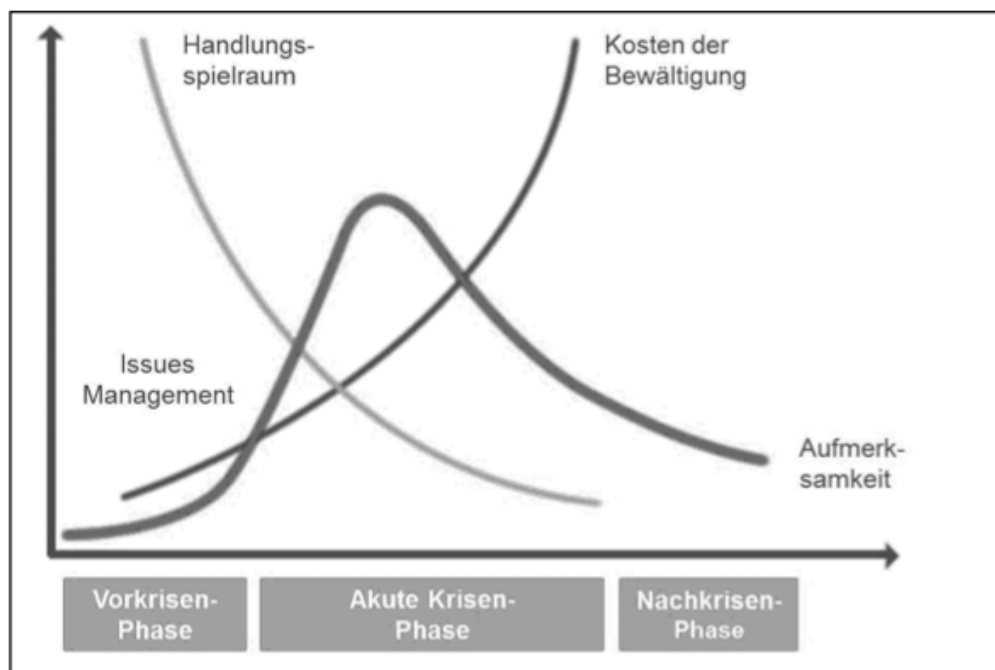 Handlungs-
spielraum
Kosten der
Bewältigung
Issues
Management
Aufmerk-
samkeit
Vorkrisen-
Phase
Akute Krisen-
Phase
Nachkrisen-
Phase